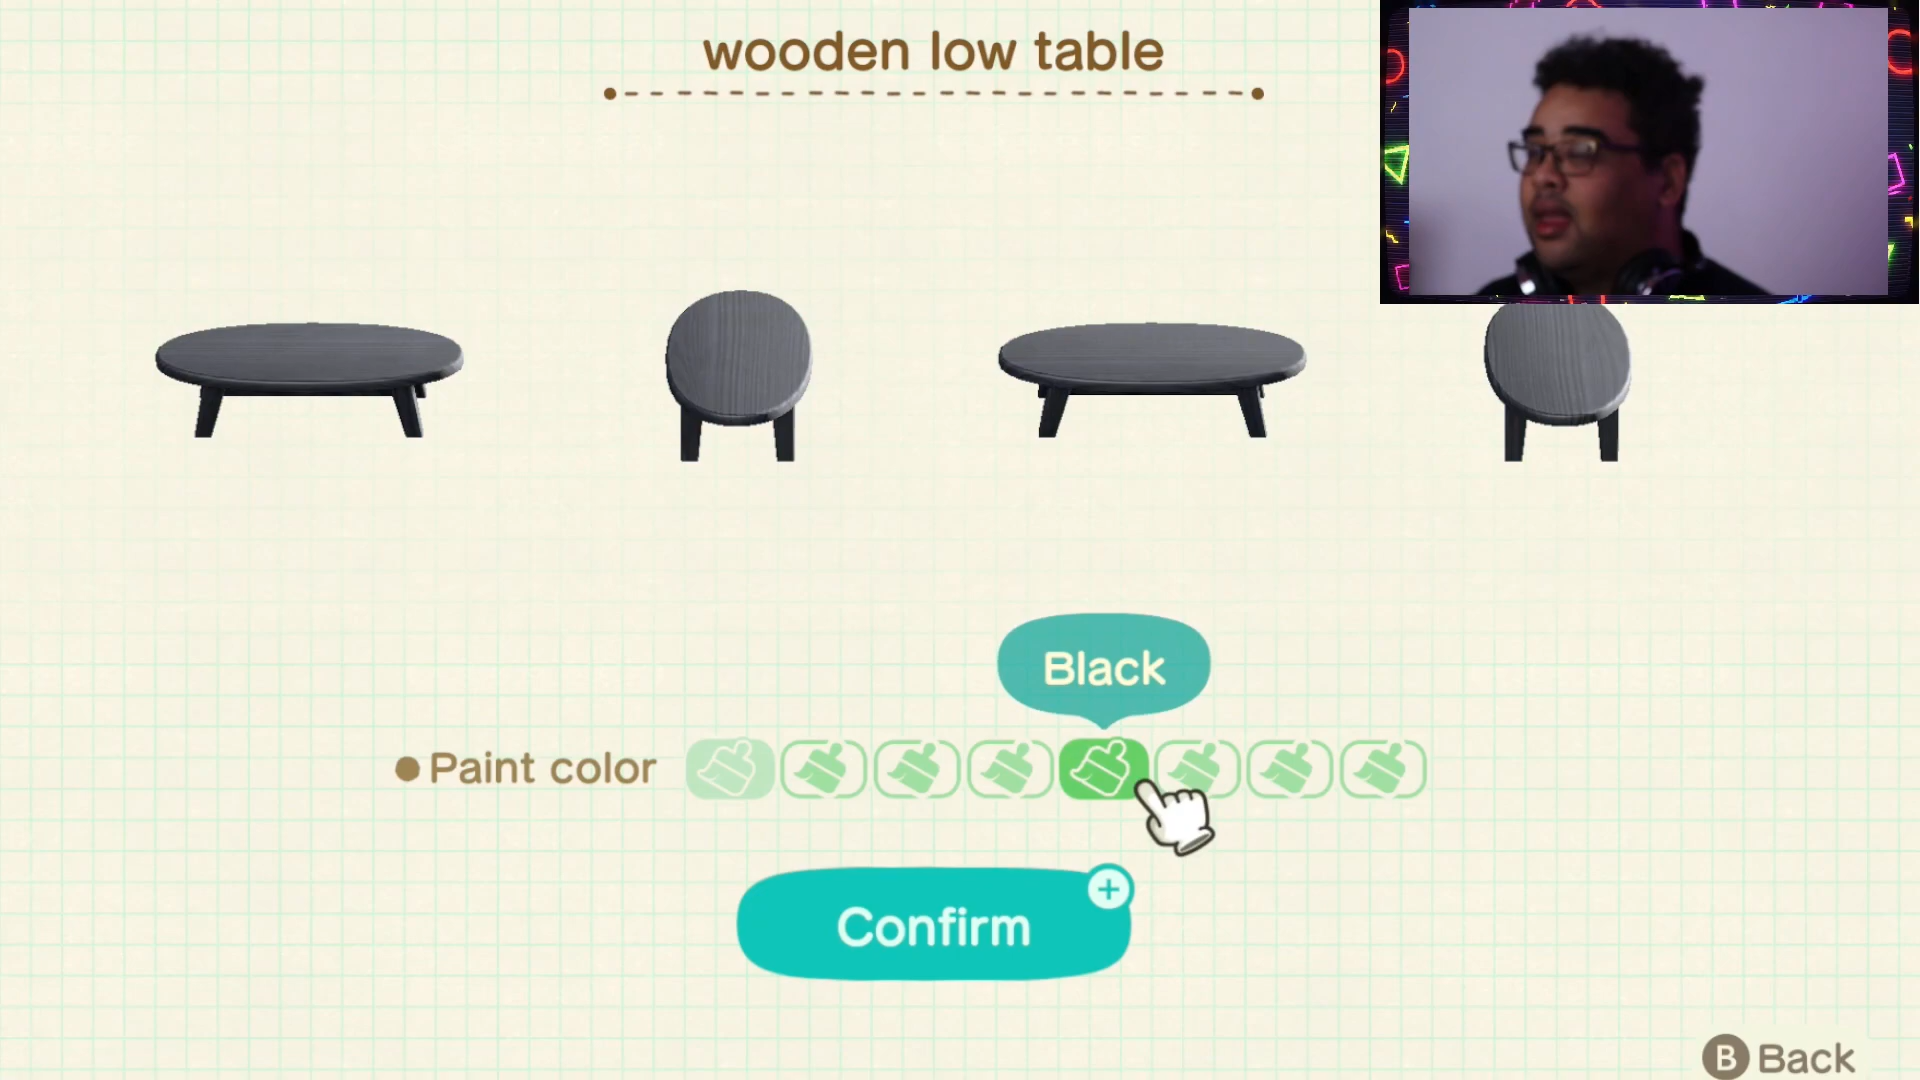 wooden low table
Black
Paint color
Confirm
B Back